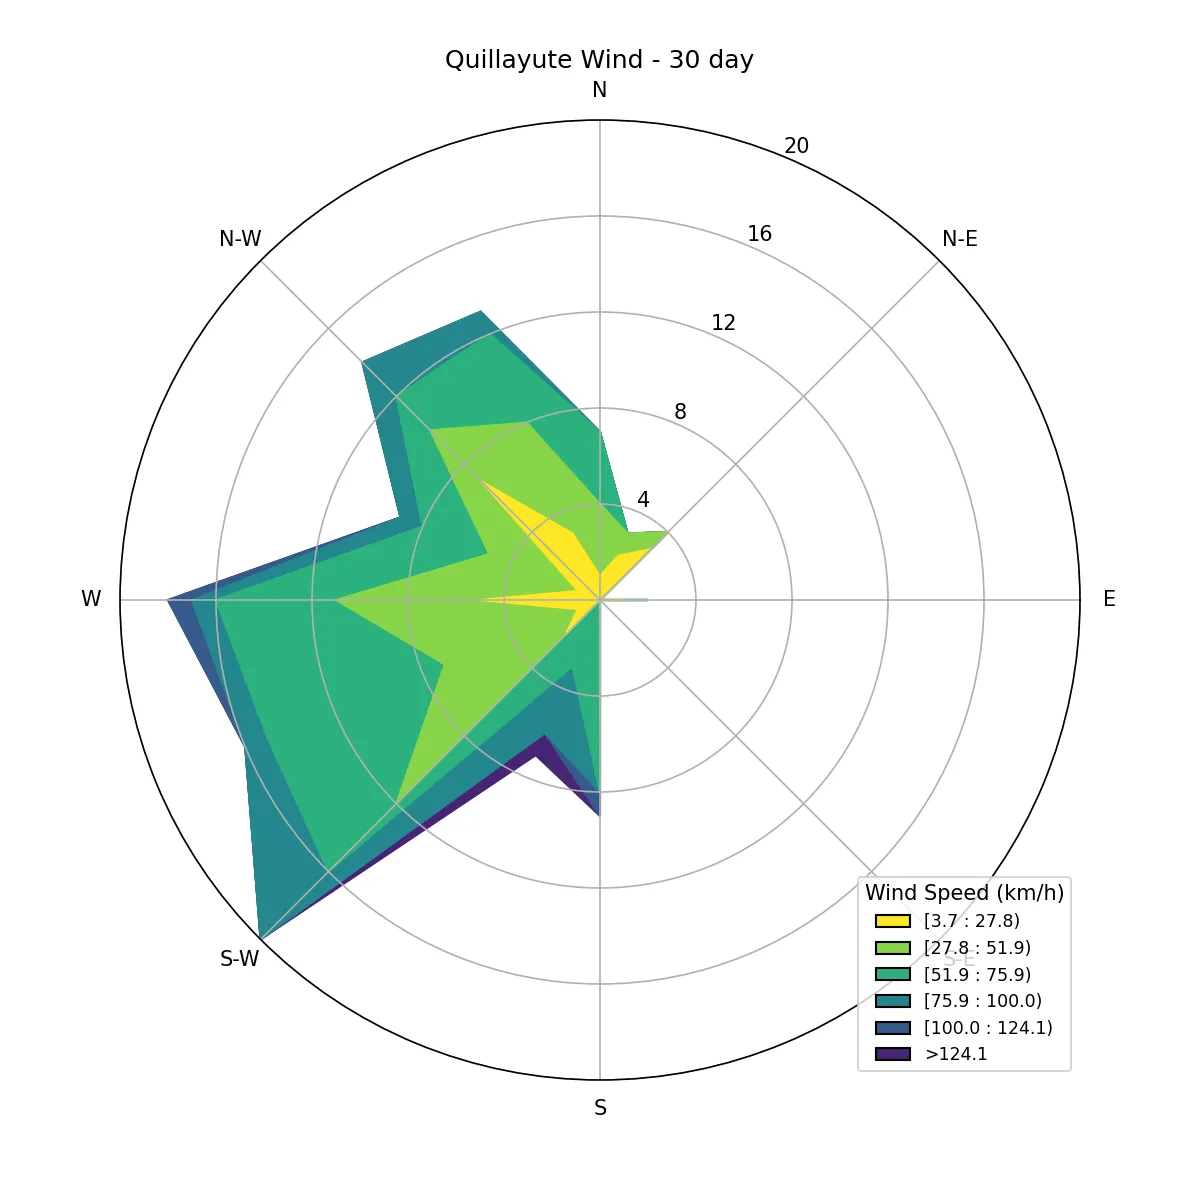 Quillayute Wind - 30 day
N
20
N-W
16
N-E
12
8
4
W
E
Wind Speed (km/h)
[3.7 : 27.8)
[27.8 : 51.9)
S-W
S-E
[51.9 : 75.9)
[75.9 : 100.0)
[100.0 : 124.1)
>124.1
S